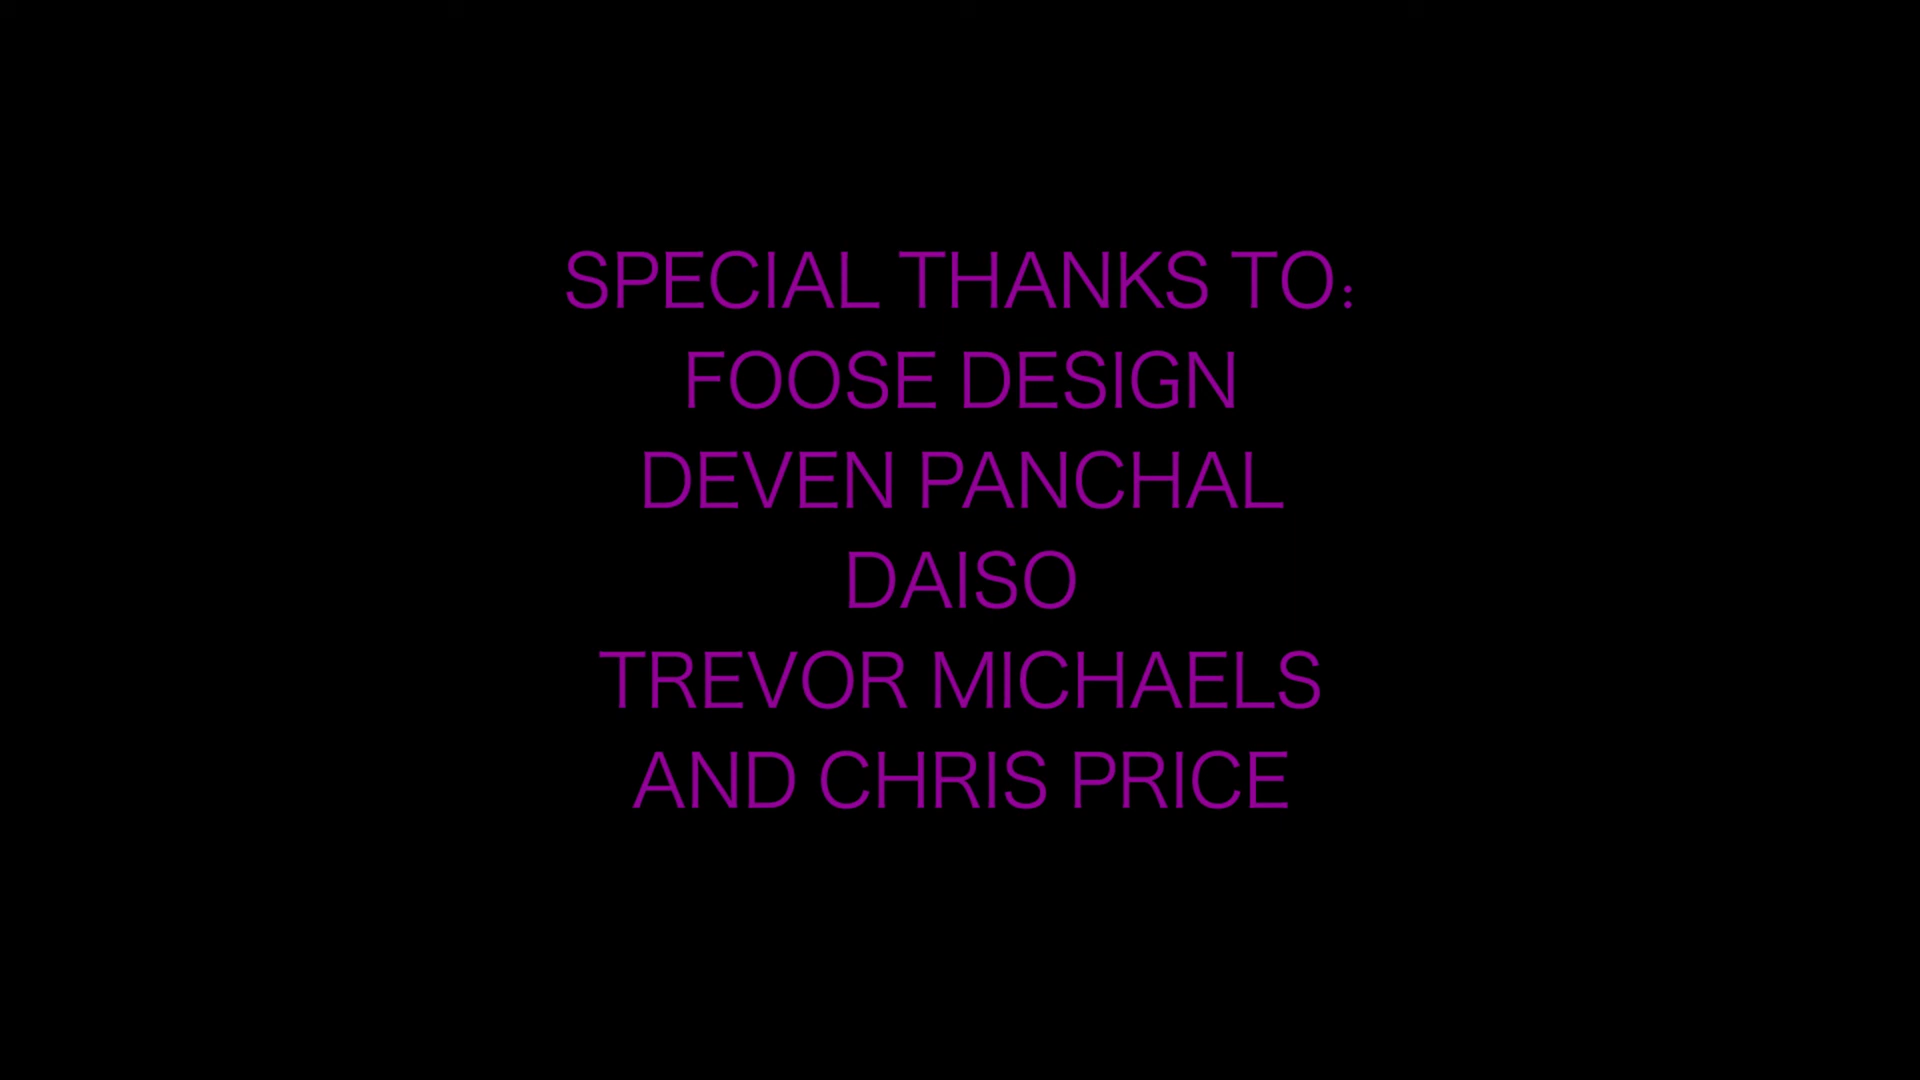 SPECIAL THANKS TO:
FOOSE DESIGN
DEVEN PANCHAL
DAISO
TREVOR MICHAELS
AND CHRIS PRICE